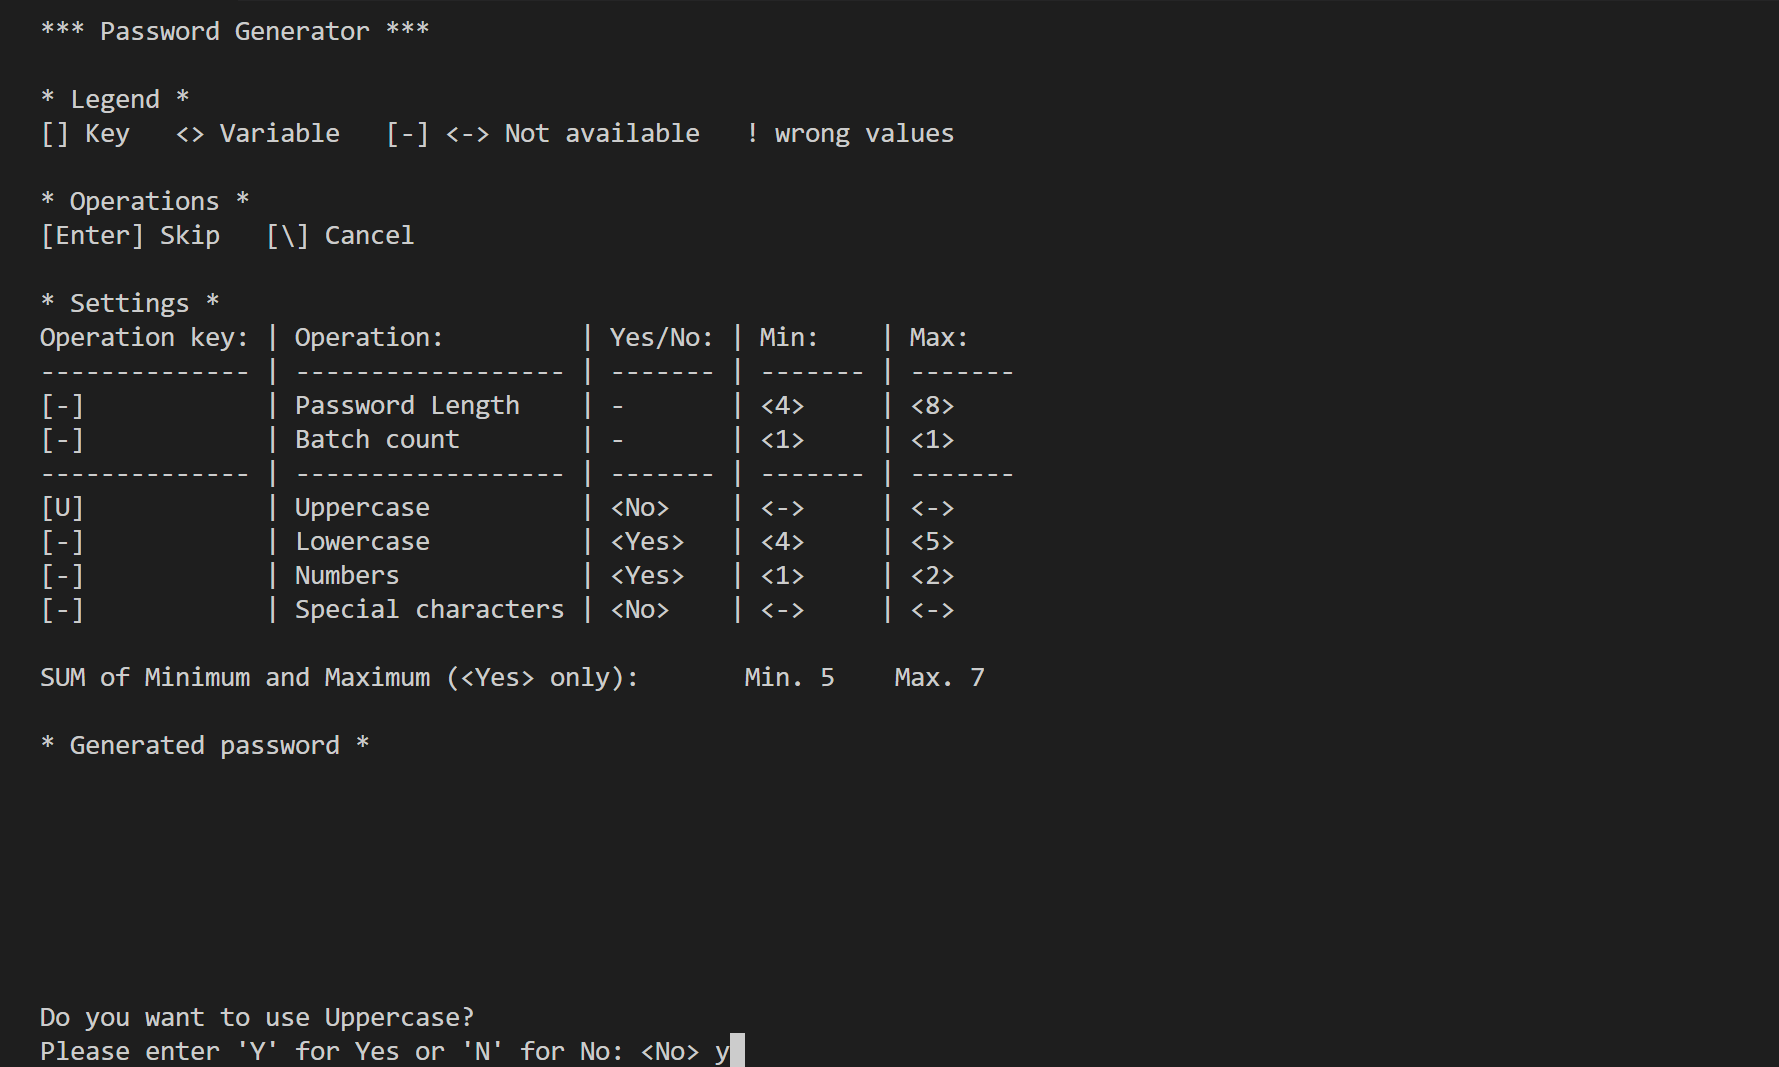 *** Password Generator ***
* Legend *
[] Key   <> Variable   [-] <-> Not available   ! wrong values
* Operations *
[Enter] Skip   [\] Cancel
* Settings *
Operation key: | Operation:         | Yes/No: | Min:    | Max:
-------------- | ------------------ | ------- | ------- | -------
[-]            | Password Length    | -       | <4>     | <8>
[-]            | Batch count        | -       | <1>     | <1>
-------------- | ------------------ | ------- | ------- | -------
[U]            | Uppercase          | <No>    | <->     | <->
[-]            | Lowercase          | <Yes>   | <4>     | <5>
[-]            | Numbers            | <Yes>   | <1>     | <2>
[-]            | Special characters | <No>    | <->     | <->
SUM of Minimum and Maximum (<Yes> only):       Min. 5    Max. 7
* Generated password *
Do you want to use Uppercase?
Please enter 'Y' for Yes or 'N' for No: <No> y